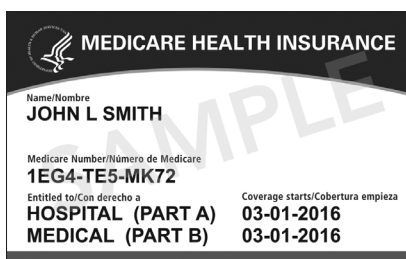 MEDICARE HEALTH INSURANCE
Name/Nombre
JOHN L SMITH
SAMPLE
Medicare Number/Número de Medicare
1EG4-TE5-MK72
Entitled to/Con derecho a Coverage starts/Cobertura empieza
HOSPITAL (PART A) 03-01-2016
MEDICAL (PART B) 03-01-2016